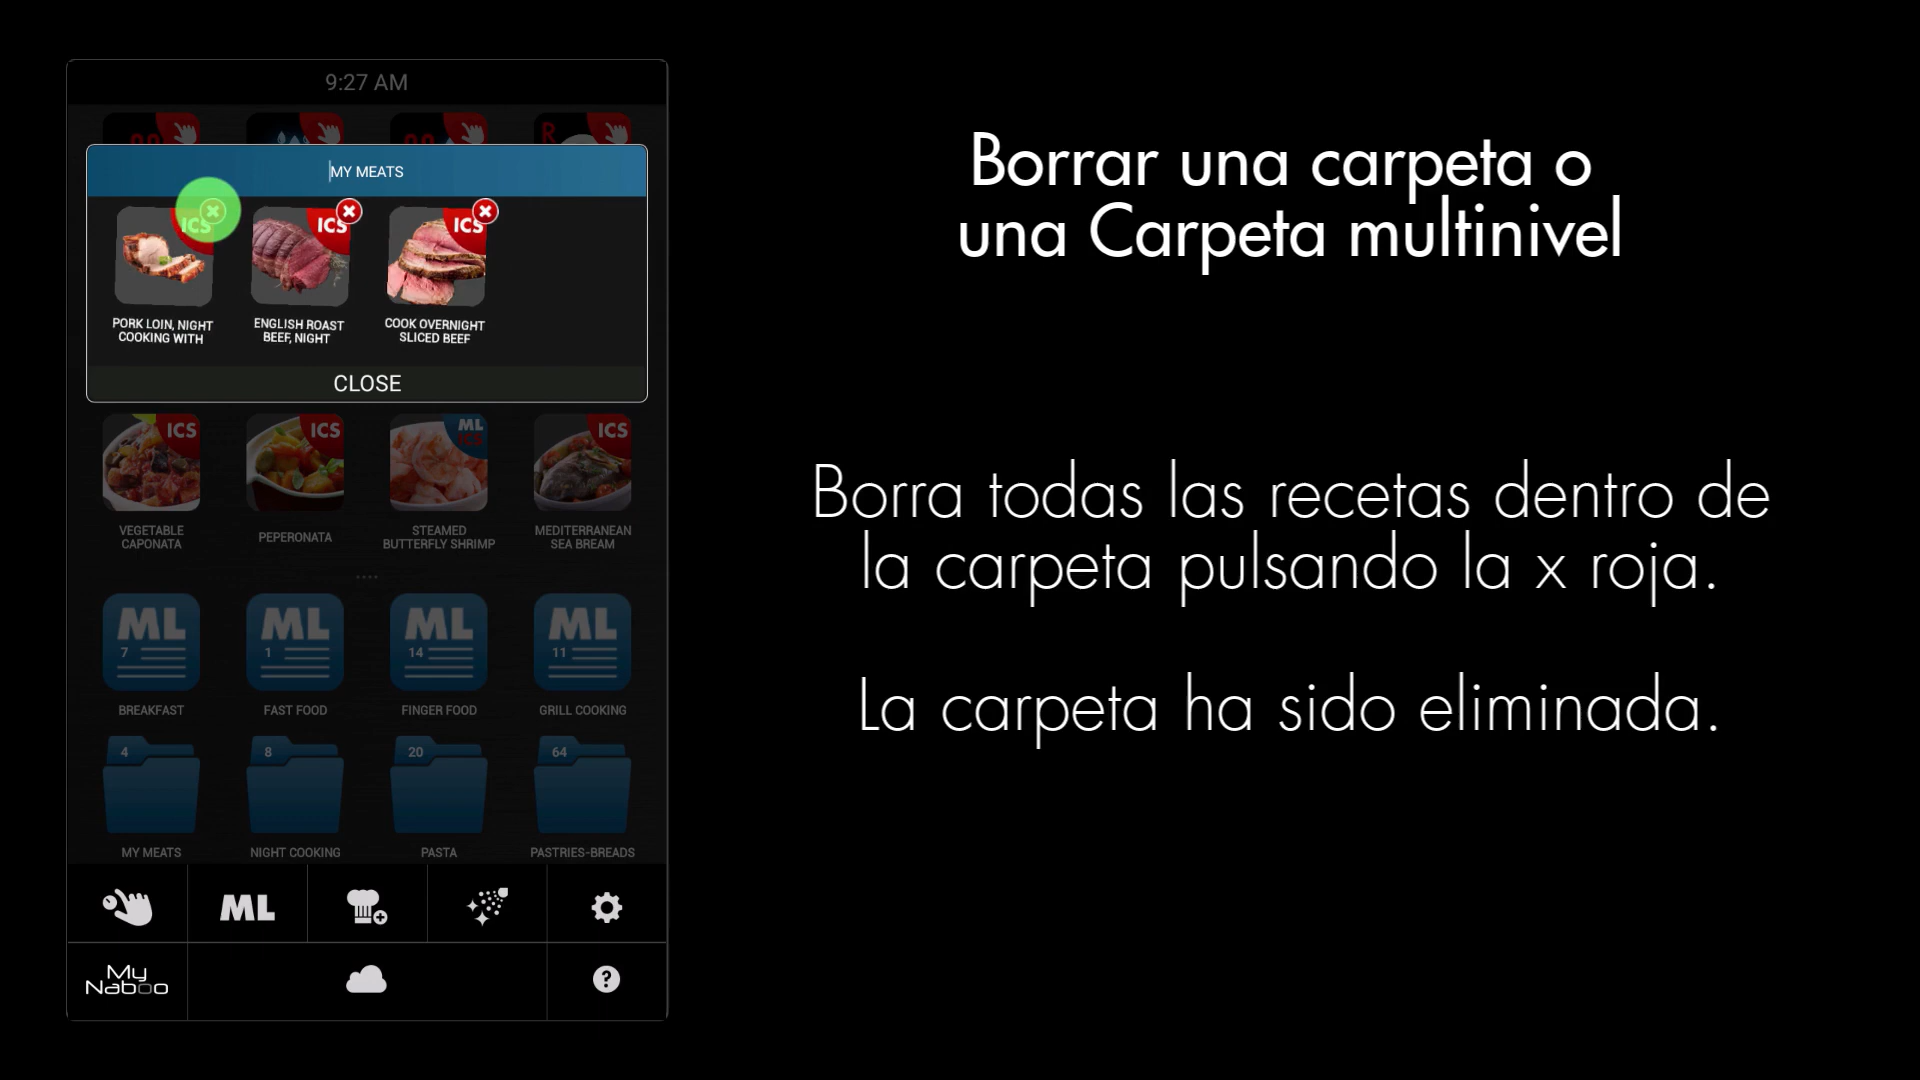 9:27 AM
MY MEATS
ICS
ICS
ICS
PORK LOIN, NIGHT
COOKING WITH
ENGLISH ROAST
BEEF, NIGHT
COOK OVERNIGHT
SLICED BEEF
CLOSE
ICS
ICS
ML
ICS
ICS
VEGETABLE
CAPONATA
PEPERONATA
STEAMED
BUTTERFLY SHRIMP
MEDITERRANEAN
SEA BREAM
ML
7
ML
1
ML
14
ML
11
BREAKFAST
FAST FOOD
FINGER FOOD
GRILL COOKING
4
8
20
64
MY MEATS
NIGHT COOKING
PASTA
PASTRIES-BREADS
ML
My
Naboo
?
Borrar una carpeta o
una Carpeta multinivel
Borra todas las recetas dentro de
la carpeta pulsando la x roja.
La carpeta ha sido eliminada.